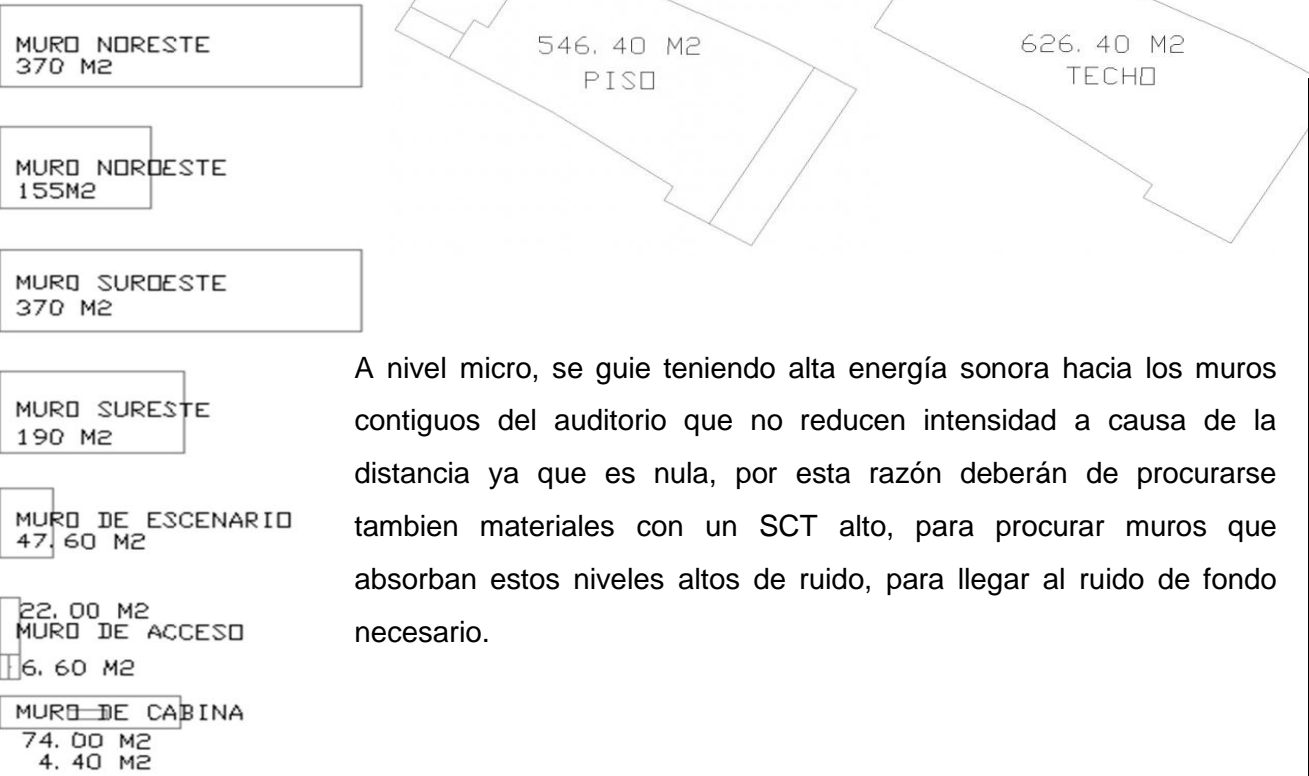 MURO NORESTE
370 M2
546.40 M2
PISO
626.40 M2
TECHO
MURO NOROESTE
155M2
MURO SUROESTE
370 M2
MURO SURESTE
190 M2
MURO DE ESCENARIO
47.60 M2
22.00 M2
MURO DE ACCESO
6.60 M2
MURO DE CABINA
74.00 M2
4.40 M2
A nivel micro, se guie teniendo alta energía sonora hacia los muros
contiguos del auditorio que no reducen intensidad a causa de la
distancia ya que es nula, por esta razón deberán de procurarse
tambien materiales con un SCT alto, para procurar muros que
absorban estos niveles altos de ruido, para llegar al ruido de fondo
necesario.